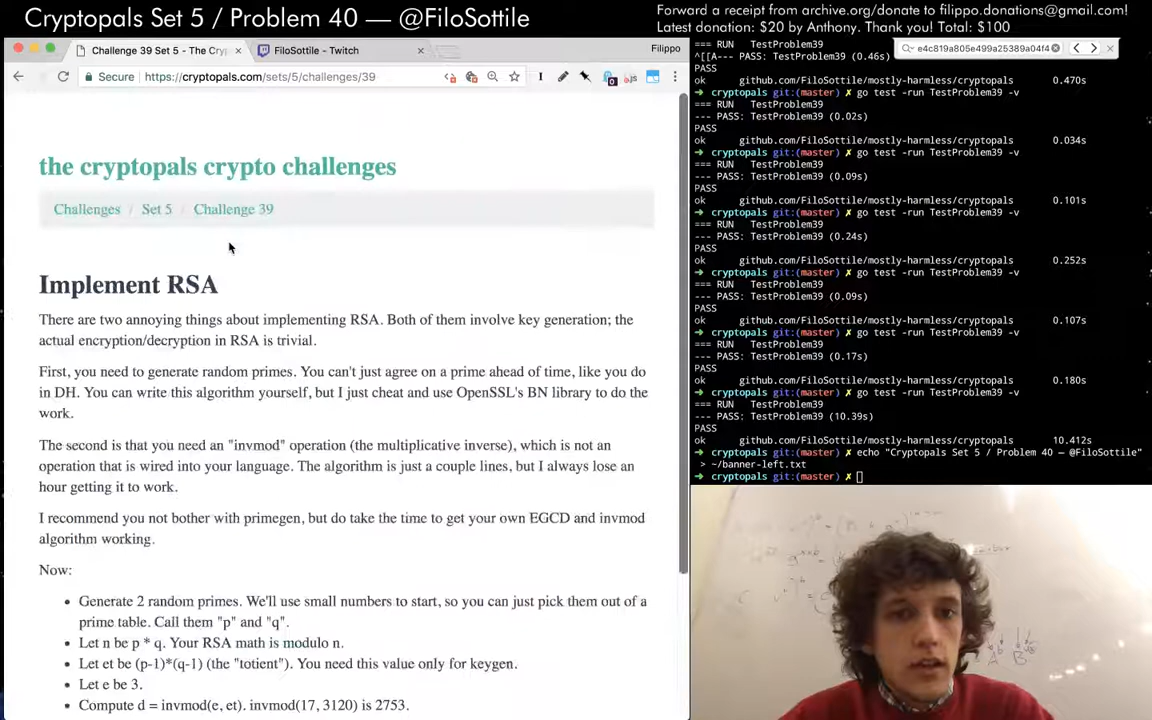 Cryptopals Set 5 / Problem 40 — @FiloSottile
Forward a receipt from archive.org/donate to filippo.donations@gmail.com!
Latest donation: $20 by Anthony. Thank you! Total: $100
Challenge 39 Set 5 - The Cry
FiloSottile - Twitch
Filippo
Secure
https://cryptopals.com/sets/5/challenges/39
the cryptopals crypto challenges
Challenges / Set 5 / Challenge 39
Implement RSA
There are two annoying things about implementing RSA. Both of them involve key generation; the
actual encryption/decryption in RSA is trivial.
First, you need to generate random primes. You can't just agree on a prime ahead of time, like you do
in DH. You can write this algorithm yourself, but I just cheat and use OpenSSL's BN library to do the
work.
The second is that you need an "invmod" operation (the multiplicative inverse), which is not an
operation that is wired into your language. The algorithm is just a couple lines, but I always lose an
hour getting it to work.
I recommend you not bother with primegen, but do take the time to get your own EGCD and invmod
algorithm working.
Now:
• Generate 2 random primes. We'll use small numbers to start, so you can just pick them out of a
prime table. Call them "p" and "q".
• Let n be p * q. Your RSA math is modulo n.
• Let et be (p-1)*(q-1) (the "totient"). You need this value only for keygen.
• Let e be 3.
• Compute d = invmod(e, et). invmod(17, 3120) is 2753.
=== RUN TestProblem39
e4c819a805e499a25389a04f4
^[[A--- PASS: TestProblem39 (0.46s)
PASS
ok github.com/FiloSottile/mostly-harmless/cryptopals 0.470s
➜ cryptopals git:(master) ✗ go test -run TestProblem39 -v
=== RUN TestProblem39
--- PASS: TestProblem39 (0.02s)
PASS
ok github.com/FiloSottile/mostly-harmless/cryptopals 0.034s
➜ cryptopals git:(master) ✗ go test -run TestProblem39 -v
=== RUN TestProblem39
--- PASS: TestProblem39 (0.09s)
PASS
ok github.com/FiloSottile/mostly-harmless/cryptopals 0.101s
➜ cryptopals git:(master) ✗ go test -run TestProblem39 -v
=== RUN TestProblem39
--- PASS: TestProblem39 (0.24s)
PASS
ok github.com/FiloSottile/mostly-harmless/cryptopals 0.252s
➜ cryptopals git:(master) ✗ go test -run TestProblem39 -v
=== RUN TestProblem39
--- PASS: TestProblem39 (0.09s)
PASS
ok github.com/FiloSottile/mostly-harmless/cryptopals 0.107s
➜ cryptopals git:(master) ✗ go test -run TestProblem39 -v
=== RUN TestProblem39
--- PASS: TestProblem39 (0.17s)
PASS
ok github.com/FiloSottile/mostly-harmless/cryptopals 0.180s
➜ cryptopals git:(master) ✗ go test -run TestProblem39 -v
=== RUN TestProblem39
--- PASS: TestProblem39 (10.39s)
PASS
ok github.com/FiloSottile/mostly-harmless/cryptopals 10.412s
➜ cryptopals git:(master) ✗ echo "Cryptopals Set 5 / Problem 40 — @FiloSottile"
> ~/banner-left.txt
➜ cryptopals git:(master) ✗
A B